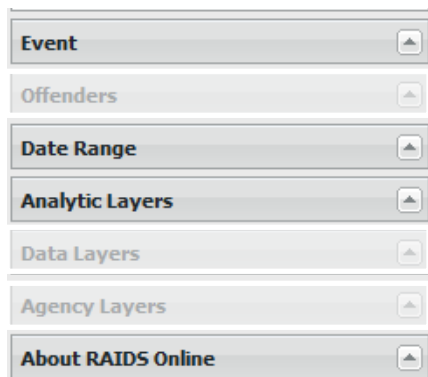 Event
Offenders
Date Range
Analytic Layers
Data Layers
Agency Layers
About RAIDS Online